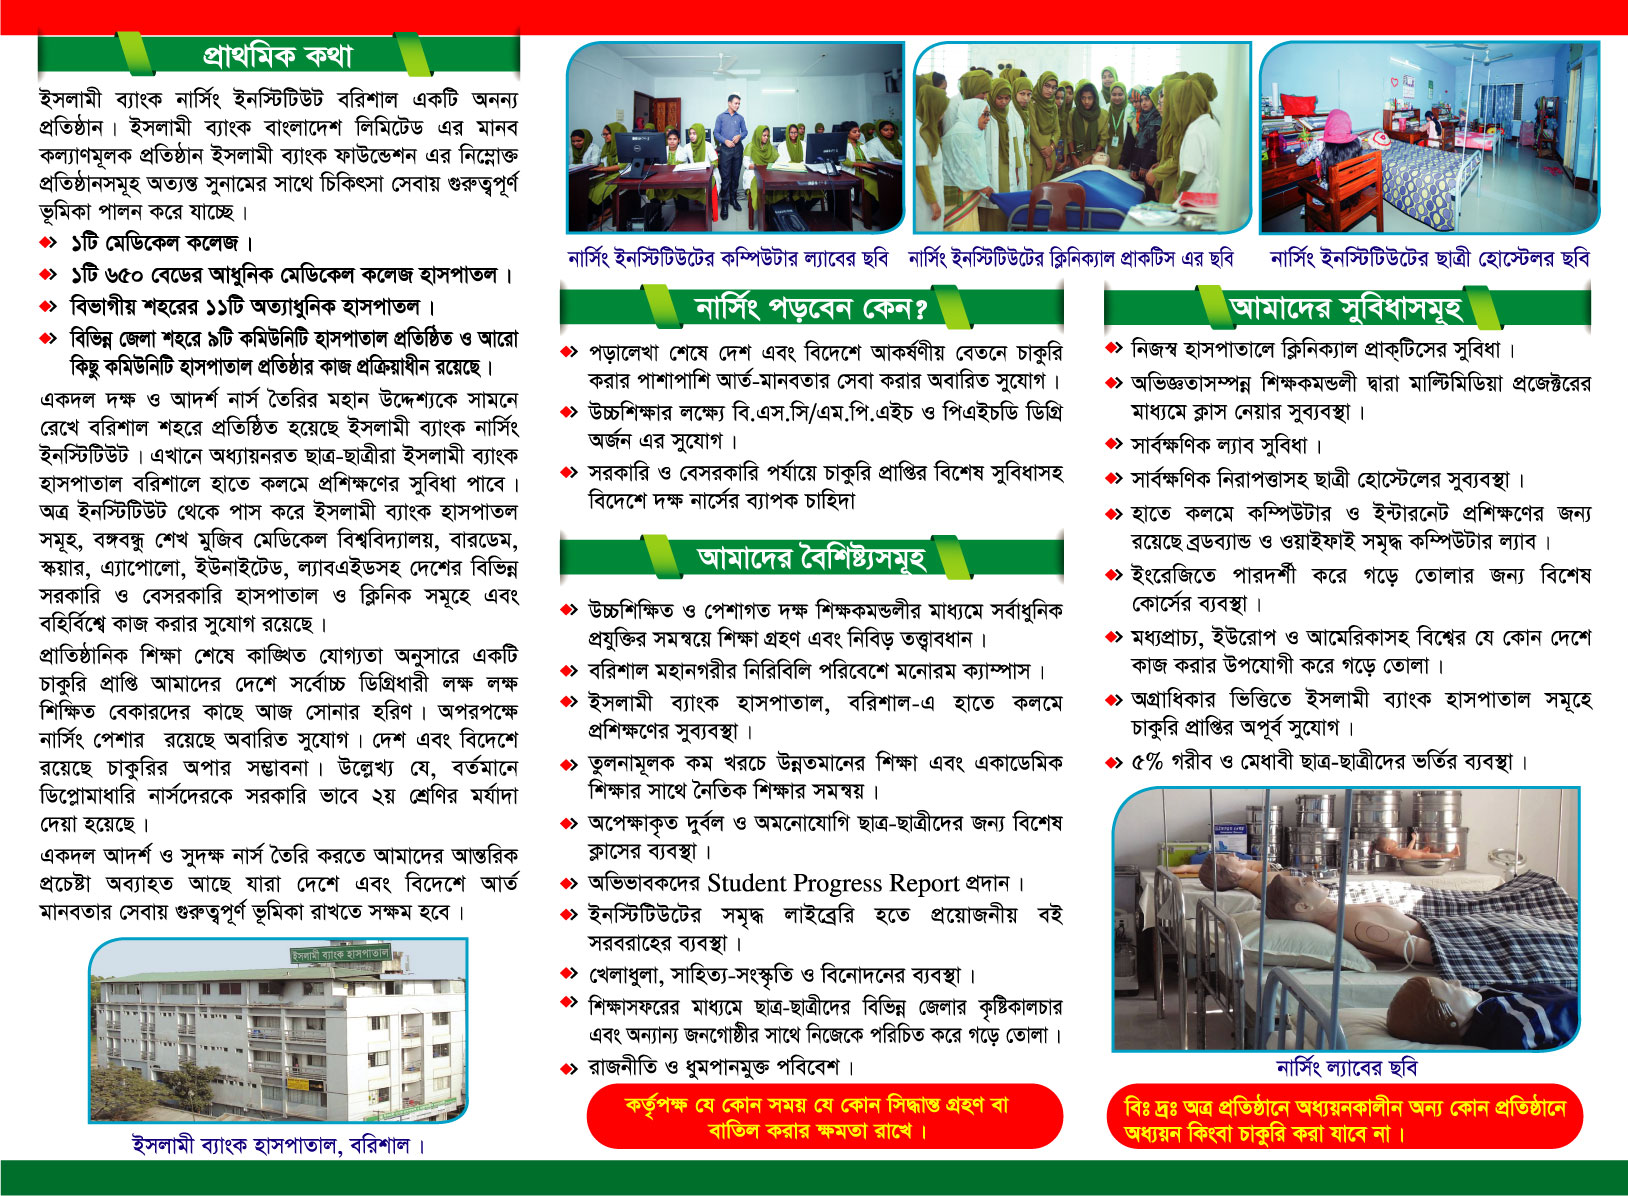 প্রাথমিক কথা
ইসলামী ব্যাংক নার্সিং ইনস্টিটিউট বরিশাল একটি অনন্য
প্রতিষ্ঠান। ইসলামী ব্যাংক বাংলাদেশ লিমিটেড এর মানব
কল্যাণমূলক প্রতিষ্ঠান ইসলামী ব্যাংক ফাউন্ডেশন এর নিম্নোক্ত
প্রতিষ্ঠানসমূহ অত্যন্ত সুনামের সাথে চিকিৎসা সেবায় গুরুত্বপূর্ণ
ভূমিকা পালন করে যাচ্ছে।
১টি মেডিকেল কলেজ।
১টি ৬৫০ বেডের আধুনিক মেডিকেল কলেজ হাসপাতল।
বিভাগীয় শহরের ১১টি অত্যাধুনিক হাসপাতল।
বিভিন্ন জেলা শহরে ৯টি কমিউনিটি হাসপাতাল প্রতিষ্ঠিত ও আরো
কিছু কমিউনিটি হাসপাতাল প্রতিষ্ঠার কাজ প্রক্রিয়াধীন রয়েছে।
একদল দক্ষ ও আদর্শ নার্স তৈরির মহান উদ্দেশ্যকে সামনে
রেখে বরিশাল শহরে প্রতিষ্ঠিত হয়েছে ইসলামী ব্যাংক নার্সিং
ইনস্টিটিউট। এখানে অধ্যায়নরত ছাত্র-ছাত্রীরা ইসলামী ব্যাংক
হাসপাতাল বরিশালে হাতে কলমে প্রশিক্ষণের সুবিধা পাবে।
অত্র ইনস্টিটিউট থেকে পাস করে ইসলামী ব্যাংক হাসপাতল
সমূহ, বঙ্গবন্ধু শেখ মুজিব মেডিকেল বিশ্ববিদ্যালয়, বারডেম,
স্কয়ার, এ্যাপোলো, ইউনাইটেড, ল্যাবএইডসহ দেশের বিভিন্ন
সরকারি ও বেসরকারি হাসপাতাল ও ক্লিনিক সমূহে এবং
বহির্বিশ্বে কাজ করার সুযোগ রয়েছে।
প্রাতিষ্ঠানিক শিক্ষা শেষে কাঙ্খিত যোগ্যতা অনুসারে একটি
চাকুরি প্রাপ্তি আমাদের দেশে সর্বোচ্চ ডিগ্রিধারী লক্ষ লক্ষ
শিক্ষিত বেকারদের কাছে আজ সোনার হরিণ। অপরপক্ষে
নার্সিং পেশার রয়েছে অবারিত সুযোগ। দেশ এবং বিদেশে
রয়েছে চাকুরির অপার সম্ভাবনা। উল্লেখ্য যে, বর্তমানে
ডিপ্লোমাধারি নার্সদেরকে সরকারি ভাবে ২য় শ্রেণির মর্যাদা
দেয়া হয়েছে।
একদল আদর্শ ও সুদক্ষ নার্স তৈরি করতে আমাদের আন্তরিক
প্রচেষ্টা অব্যাহত আছে যারা দেশে এবং বিদেশে আর্ত
মানবতার সেবায় গুরুত্বপূর্ণ ভূমিকা রাখতে সক্ষম হবে।
ইসলামী ব্যাংক হাসপাতাল
ইসলামী ব্যাংক হাসপাতাল, বরিশাল।
নার্সিং ইনস্টিটিউটের কম্পিউটার ল্যাবের ছবি
নার্সিং ইনস্টিটিউটের ক্লিনিক্যাল প্রাকটিস এর ছবি
নার্সিং ইনস্টিটিউটের ছাত্রী হোস্টেলর ছবি
নার্সিং পড়বেন কেন?
পড়ালেখা শেষে দেশ এবং বিদেশে আকর্ষণীয় বেতনে চাকুরি
করার পাশাপাশি আর্ত-মানবতার সেবা করার অবারিত সুযোগ।
উচ্চশিক্ষার লক্ষ্যে বি.এস.সি/এম.পি.এইচ ও পিএইচডি ডিগ্রি
অর্জন এর সুযোগ।
সরকারি ও বেসরকারি পর্যায়ে চাকুরি প্রাপ্তির বিশেষ সুবিধাসহ
বিদেশে দক্ষ নার্সের ব্যাপক চাহিদা
আমাদের বৈশিষ্ট্যসমূহ
উচ্চশিক্ষিত ও পেশাগত দক্ষ শিক্ষকমন্ডলীর মাধ্যমে সর্বাধুনিক
প্রযুক্তির সমন্বয়ে শিক্ষা গ্রহণ এবং নিবিড় তত্ত্বাবধান।
বরিশাল মহানগরীর নিরিবিলি পরিবেশে মনোরম ক্যাম্পাস।
ইসলামী ব্যাংক হাসপাতাল, বরিশাল-এ হাতে কলমে
প্রশিক্ষণের সুব্যবস্থা।
তুলনামূলক কম খরচে উন্নতমানের শিক্ষা এবং একাডেমিক
শিক্ষার সাথে নৈতিক শিক্ষার সমন্বয়।
অপেক্ষাকৃত দুর্বল ও অমনোযোগি ছাত্র-ছাত্রীদের জন্য বিশেষ
ক্লাসের ব্যবস্থা।
অভিভাবকদের Student Progress Report প্রদান।
ইনস্টিটিউটের সমৃদ্ধ লাইব্রেরি হতে প্রয়োজনীয় বই
সরবরাহের ব্যবস্থা।
খেলাধুলা, সাহিত্য-সংস্কৃতি ও বিনোদনের ব্যবস্থা।
শিক্ষাসফরের মাধ্যমে ছাত্র-ছাত্রীদের বিভিন্ন জেলার কৃষ্টিকালচার
এবং অন্যান্য জনগোষ্ঠীর সাথে নিজেকে পরিচিত করে গড়ে তোলা।
রাজনীতি ও ধুমপানমুক্ত পবিবেশ।
কর্তৃপক্ষ যে কোন সময় যে কোন সিদ্ধান্ত গ্রহণ বা
বাতিল করার ক্ষমতা রাখে।
আমাদের সুবিধাসমূহ
নিজস্ব হাসপাতালে ক্লিনিক্যাল প্রাক্‌টিসের সুবিধা।
অভিজ্ঞতাসম্পন্ন শিক্ষকমন্ডলী দ্বারা মাল্টিমিডিয়া প্রজেক্টরের
মাধ্যমে ক্লাস নেয়ার সুব্যবস্থা।
সার্বক্ষণিক ল্যাব সুবিধা।
সার্বক্ষণিক নিরাপত্তাসহ ছাত্রী হোস্টেলের সুব্যবস্থা।
হাতে কলমে কম্পিউটার ও ইন্টারনেট প্রশিক্ষণের জন্য
রয়েছে ব্রডব্যান্ড ও ওয়াইফাই সমৃদ্ধ কম্পিউটার ল্যাব।
ইংরেজিতে পারদর্শী করে গড়ে তোলার জন্য বিশেষ
কোর্সের ব্যবস্থা।
মধ্যপ্রাচ্য, ইউরোপ ও আমেরিকাসহ বিশ্বের যে কোন দেশে
কাজ করার উপযোগী করে গড়ে তোলা।
অগ্রাধিকার ভিত্তিতে ইসলামী ব্যাংক হাসপাতাল সমূহে
চাকুরি প্রাপ্তির অপূর্ব সুযোগ।
৫% গরীব ও মেধাবী ছাত্র-ছাত্রীদের ভর্তির ব্যবস্থা।
নার্সিং ল্যাবের ছবি
বিঃ দ্রঃ অত্র প্রতিষ্ঠানে অধ্যয়নকালীন অন্য কোন প্রতিষ্ঠানে
অধ্যয়ন কিংবা চাকুরি করা যাবে না।